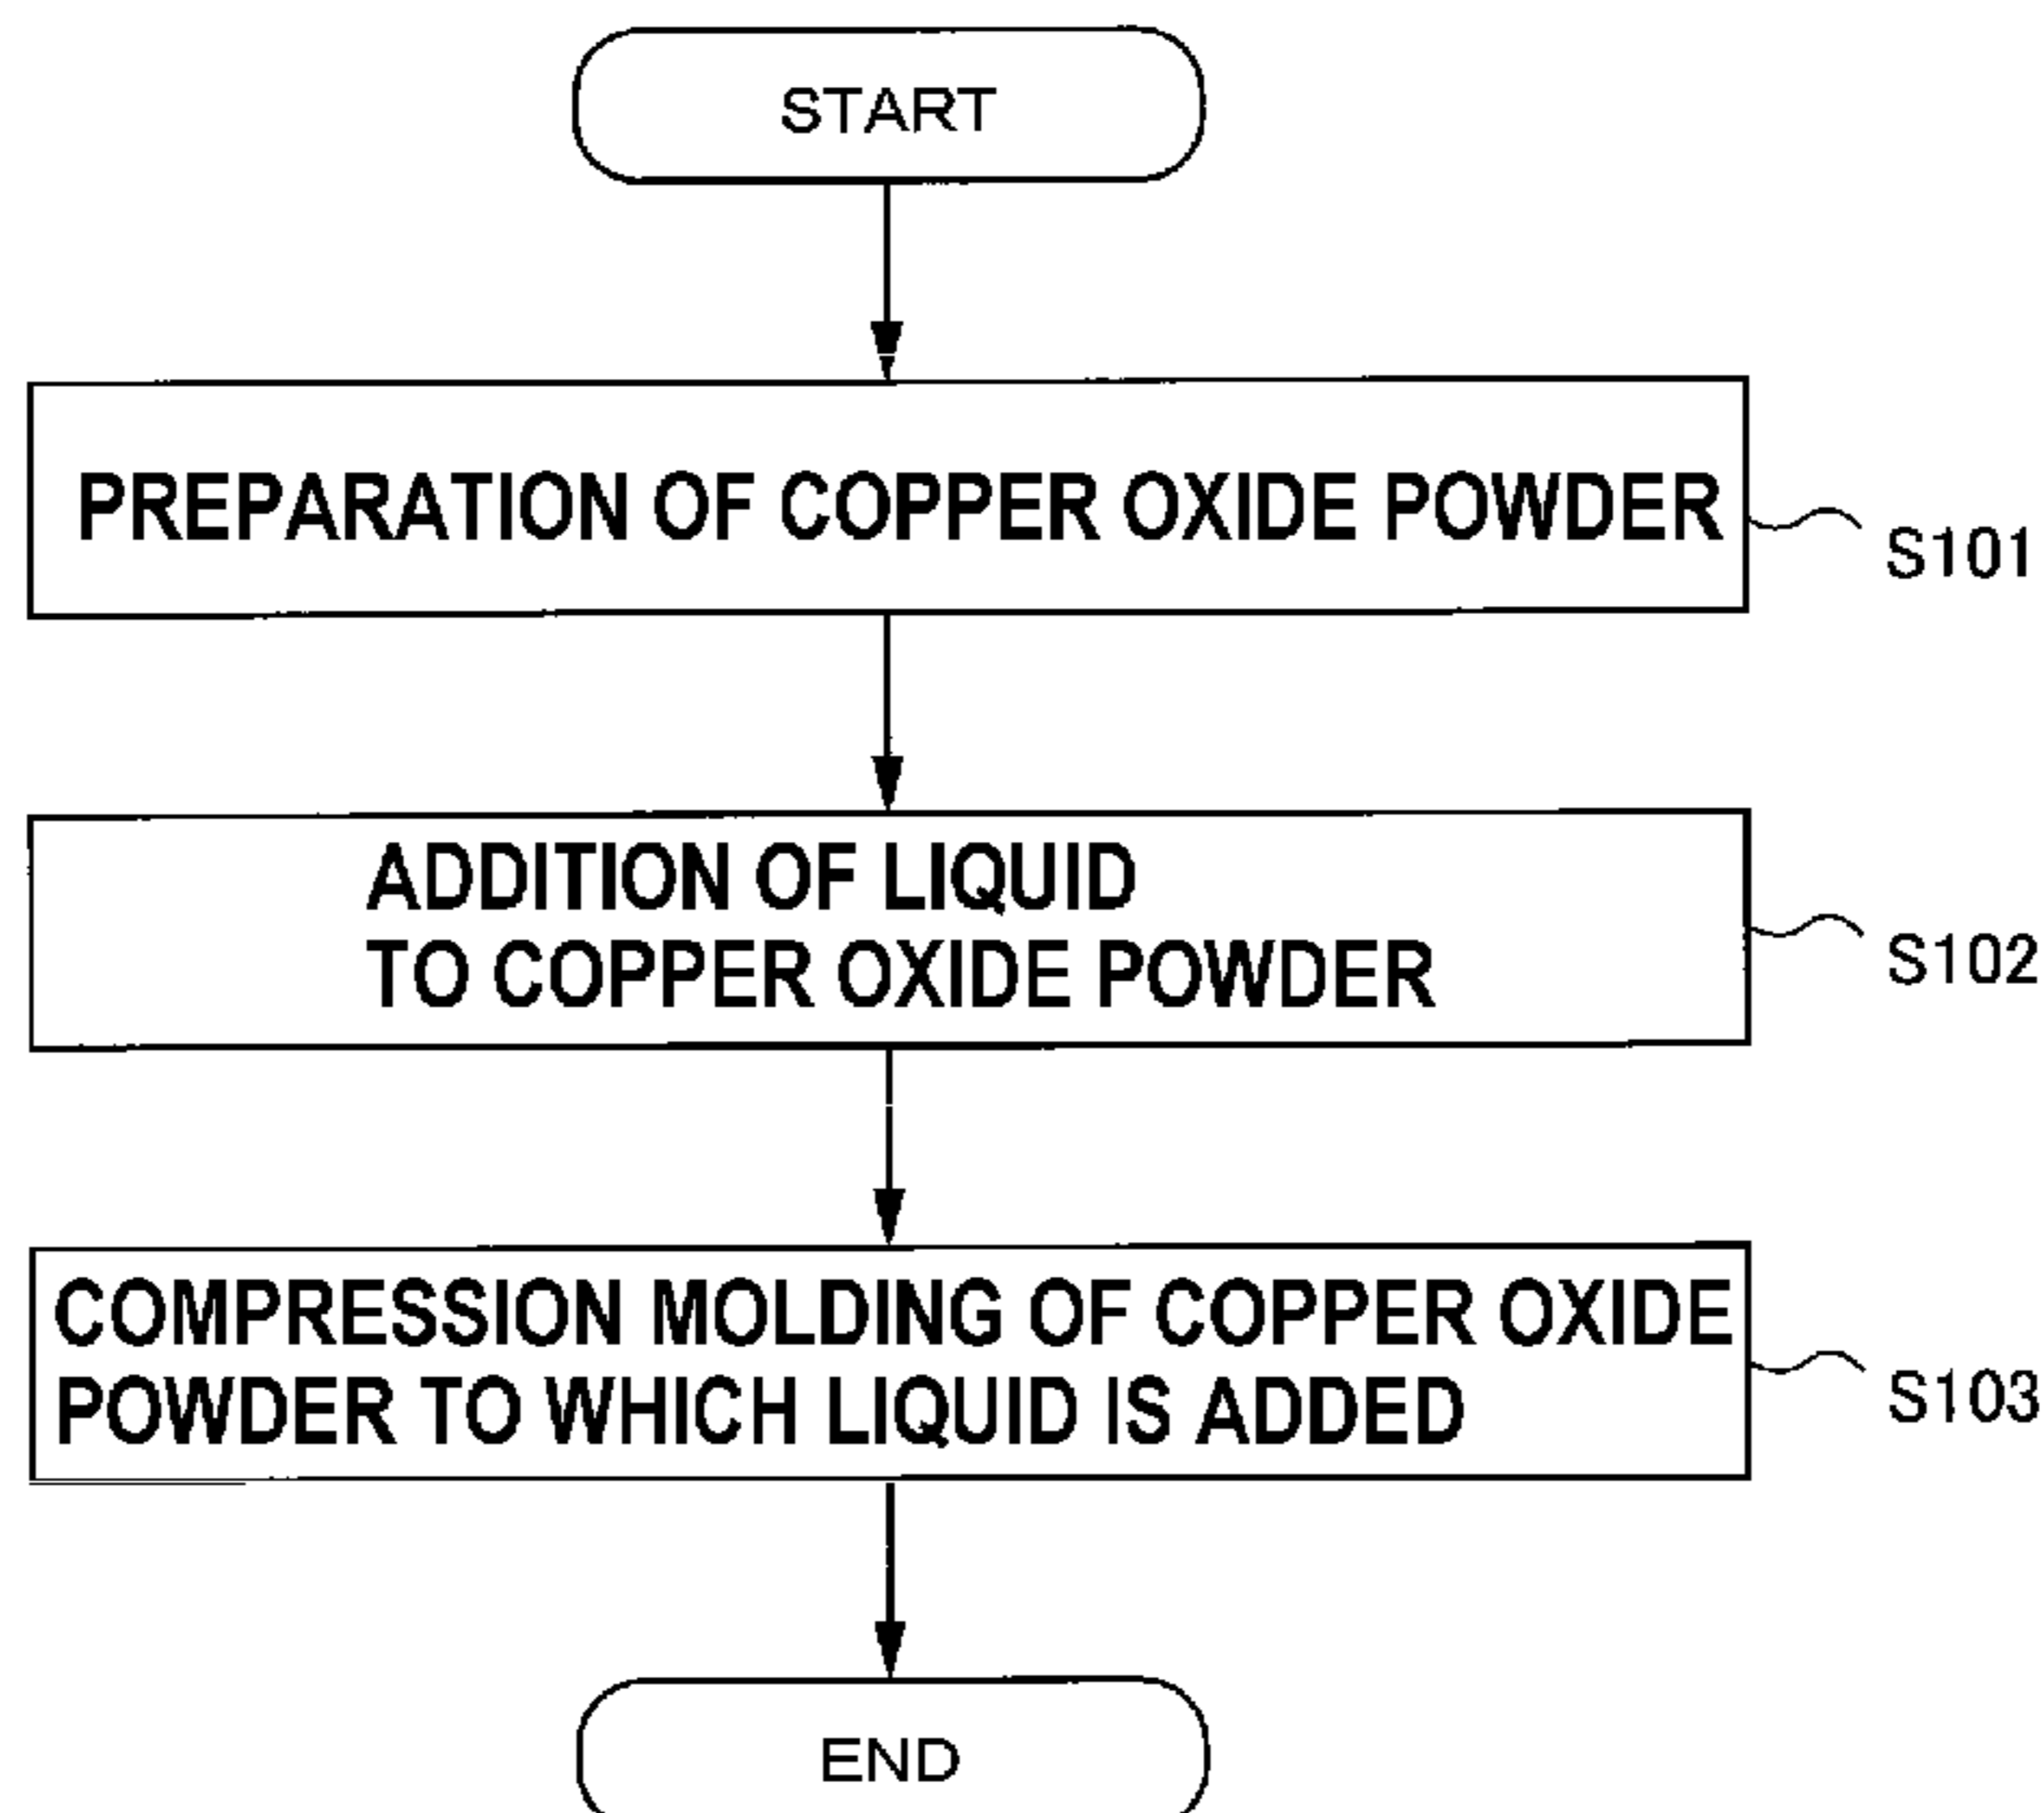 START
PREPARATION OF COPPER OXIDE POWDER
S101
ADDITION OF LIQUID
TO COPPER OXIDE POWDER
S102
COMPRESSION MOLDING OF COPPER OXIDE
POWDER TO WHICH LIQUID IS ADDED
S103
END